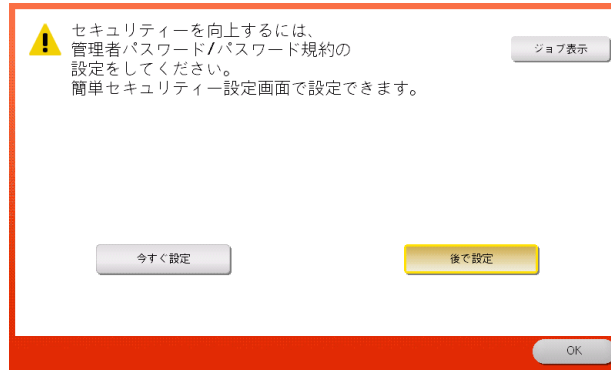 セキュリティーを向上するには、
管理者パスワード/パスワード規約の
設定をしてください。
簡単セキュリティー設定画面で設定できます。
ジョブ表示
今すぐ設定
後で設定
OK